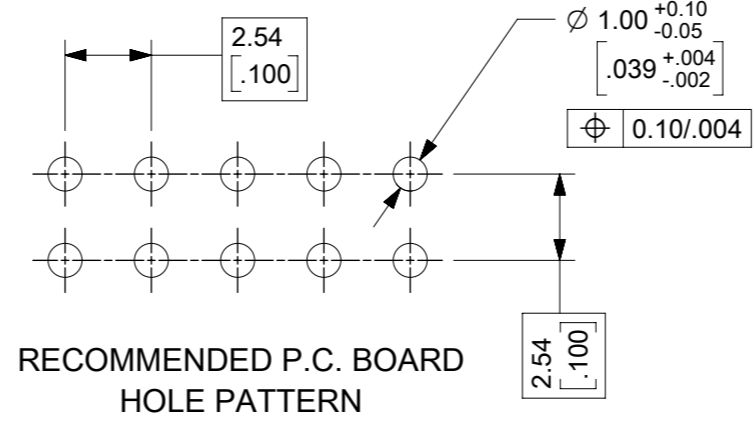 2.54
[.100]
Ø 1.00 +0.10 -0.05
[.039 +.004 -.002]
⌖ 0.10/.004
2.54
[.100]
RECOMMENDED P.C. BOARD
HOLE PATTERN